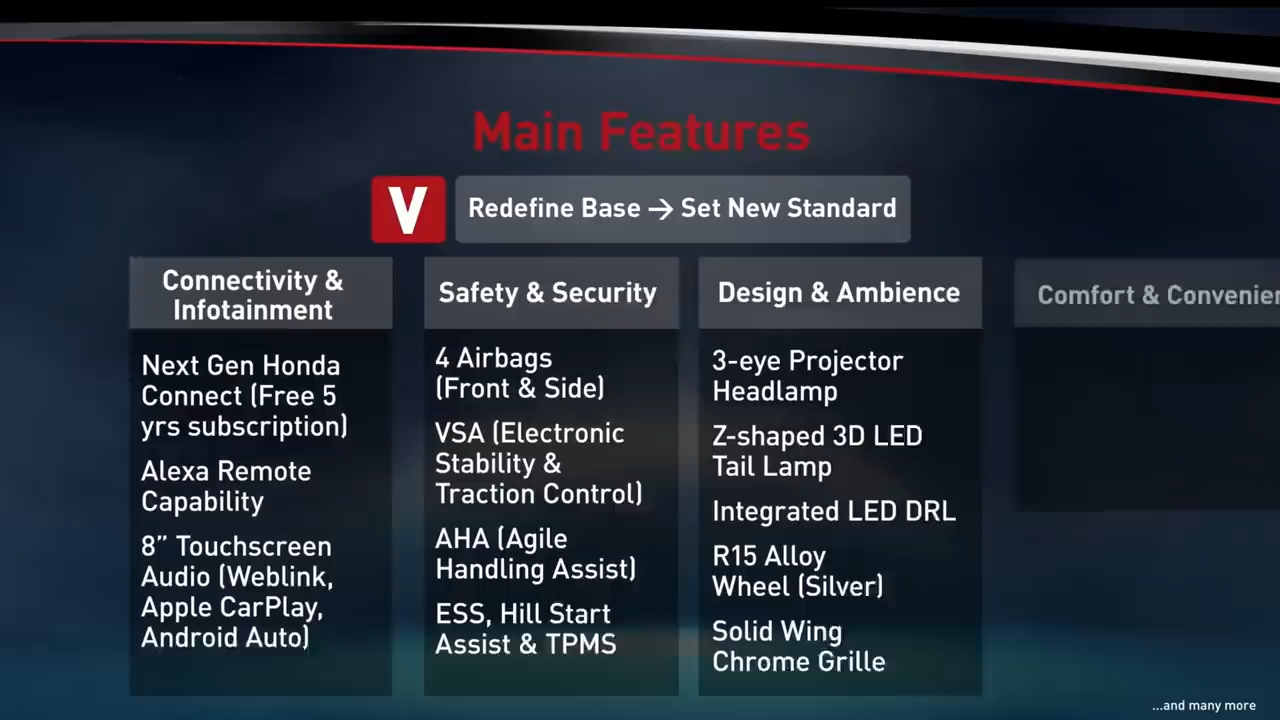 Main Features
V
Redefine Base → Set New Standard
Connectivity &
Infotainment
Next Gen Honda
Connect (Free 5
yrs subscription)
Alexa Remote
Capability
8” Touchscreen
Audio (Weblink,
Apple CarPlay,
Android Auto)
Safety & Security
4 Airbags
(Front & Side)
VSA (Electronic
Stability &
Traction Control)
AHA (Agile
Handling Assist)
ESS, Hill Start
Assist & TPMS
Design & Ambience
3-eye Projector
Headlamp
Z-shaped 3D LED
Tail Lamp
Integrated LED DRL
R15 Alloy
Wheel (Silver)
Solid Wing
Chrome Grille
Comfort &
...and many more